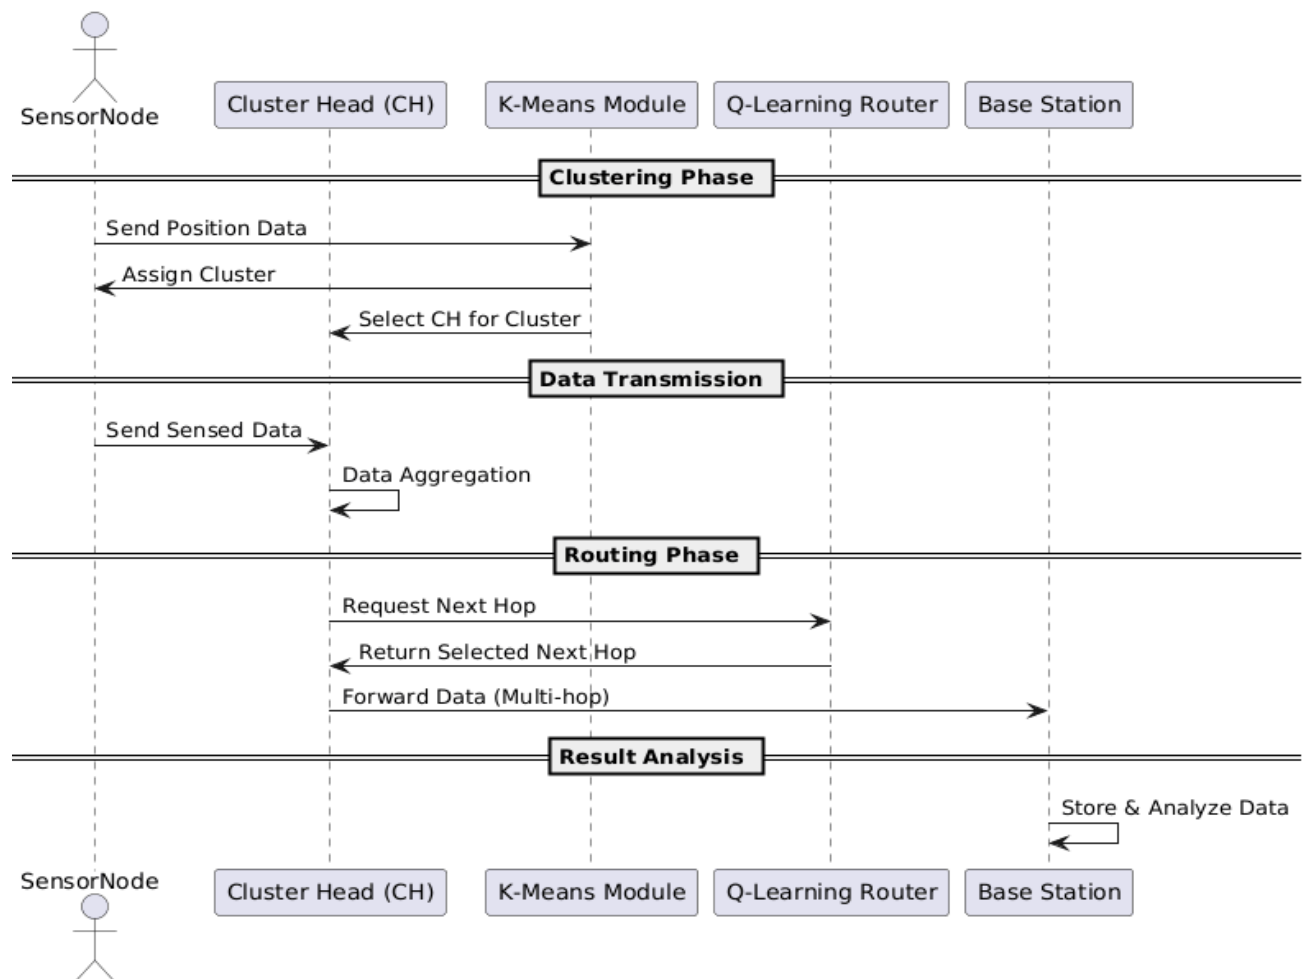 SensorNode
Cluster Head (CH)
K-Means Module
Q-Learning Router
Base Station
Clustering Phase
Send Position Data
Assign Cluster
Select CH for Cluster
Data Transmission
Send Sensed Data
Data Aggregation
Routing Phase
Request Next Hop
Return Selected Next Hop
Forward Data (Multi-hop)
Result Analysis
Store & Analyze Data
SensorNode
Cluster Head (CH)
K-Means Module
Q-Learning Router
Base Station